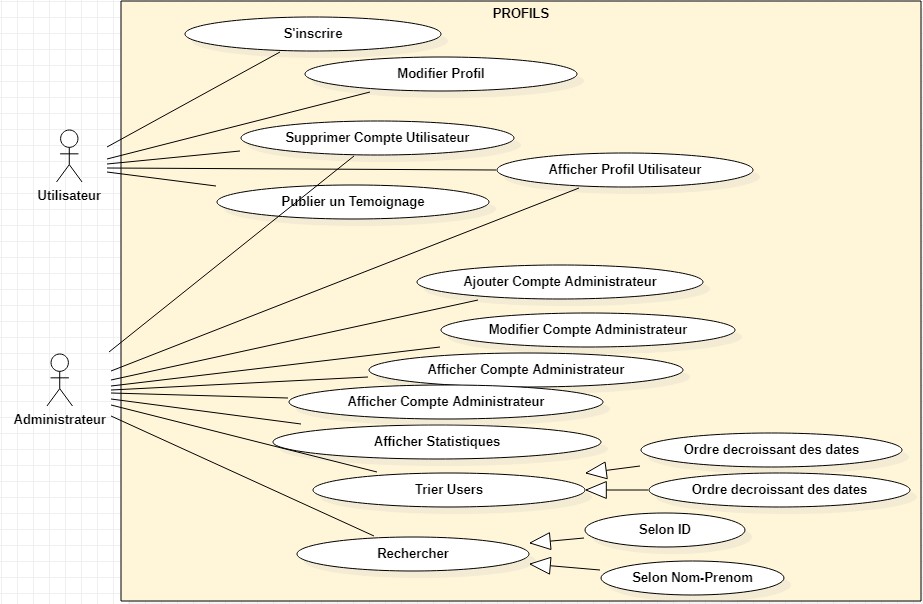 PROFILS
S'inscrire
Modifier Profil
Supprimer Compte Utilisateur
Afficher Profil Utilisateur
Utilisateur
Publier un Temoignage
Ajouter Compte Administrateur
Modifier Compte Administrateur
Afficher Compte Administrateur
Afficher Compte Administrateur
Administrateur
Afficher Statistiques
Ordre decroissant des dates
Trier Users
Ordre decroissant des dates
Selon ID
Rechercher
Selon Nom-Prenom